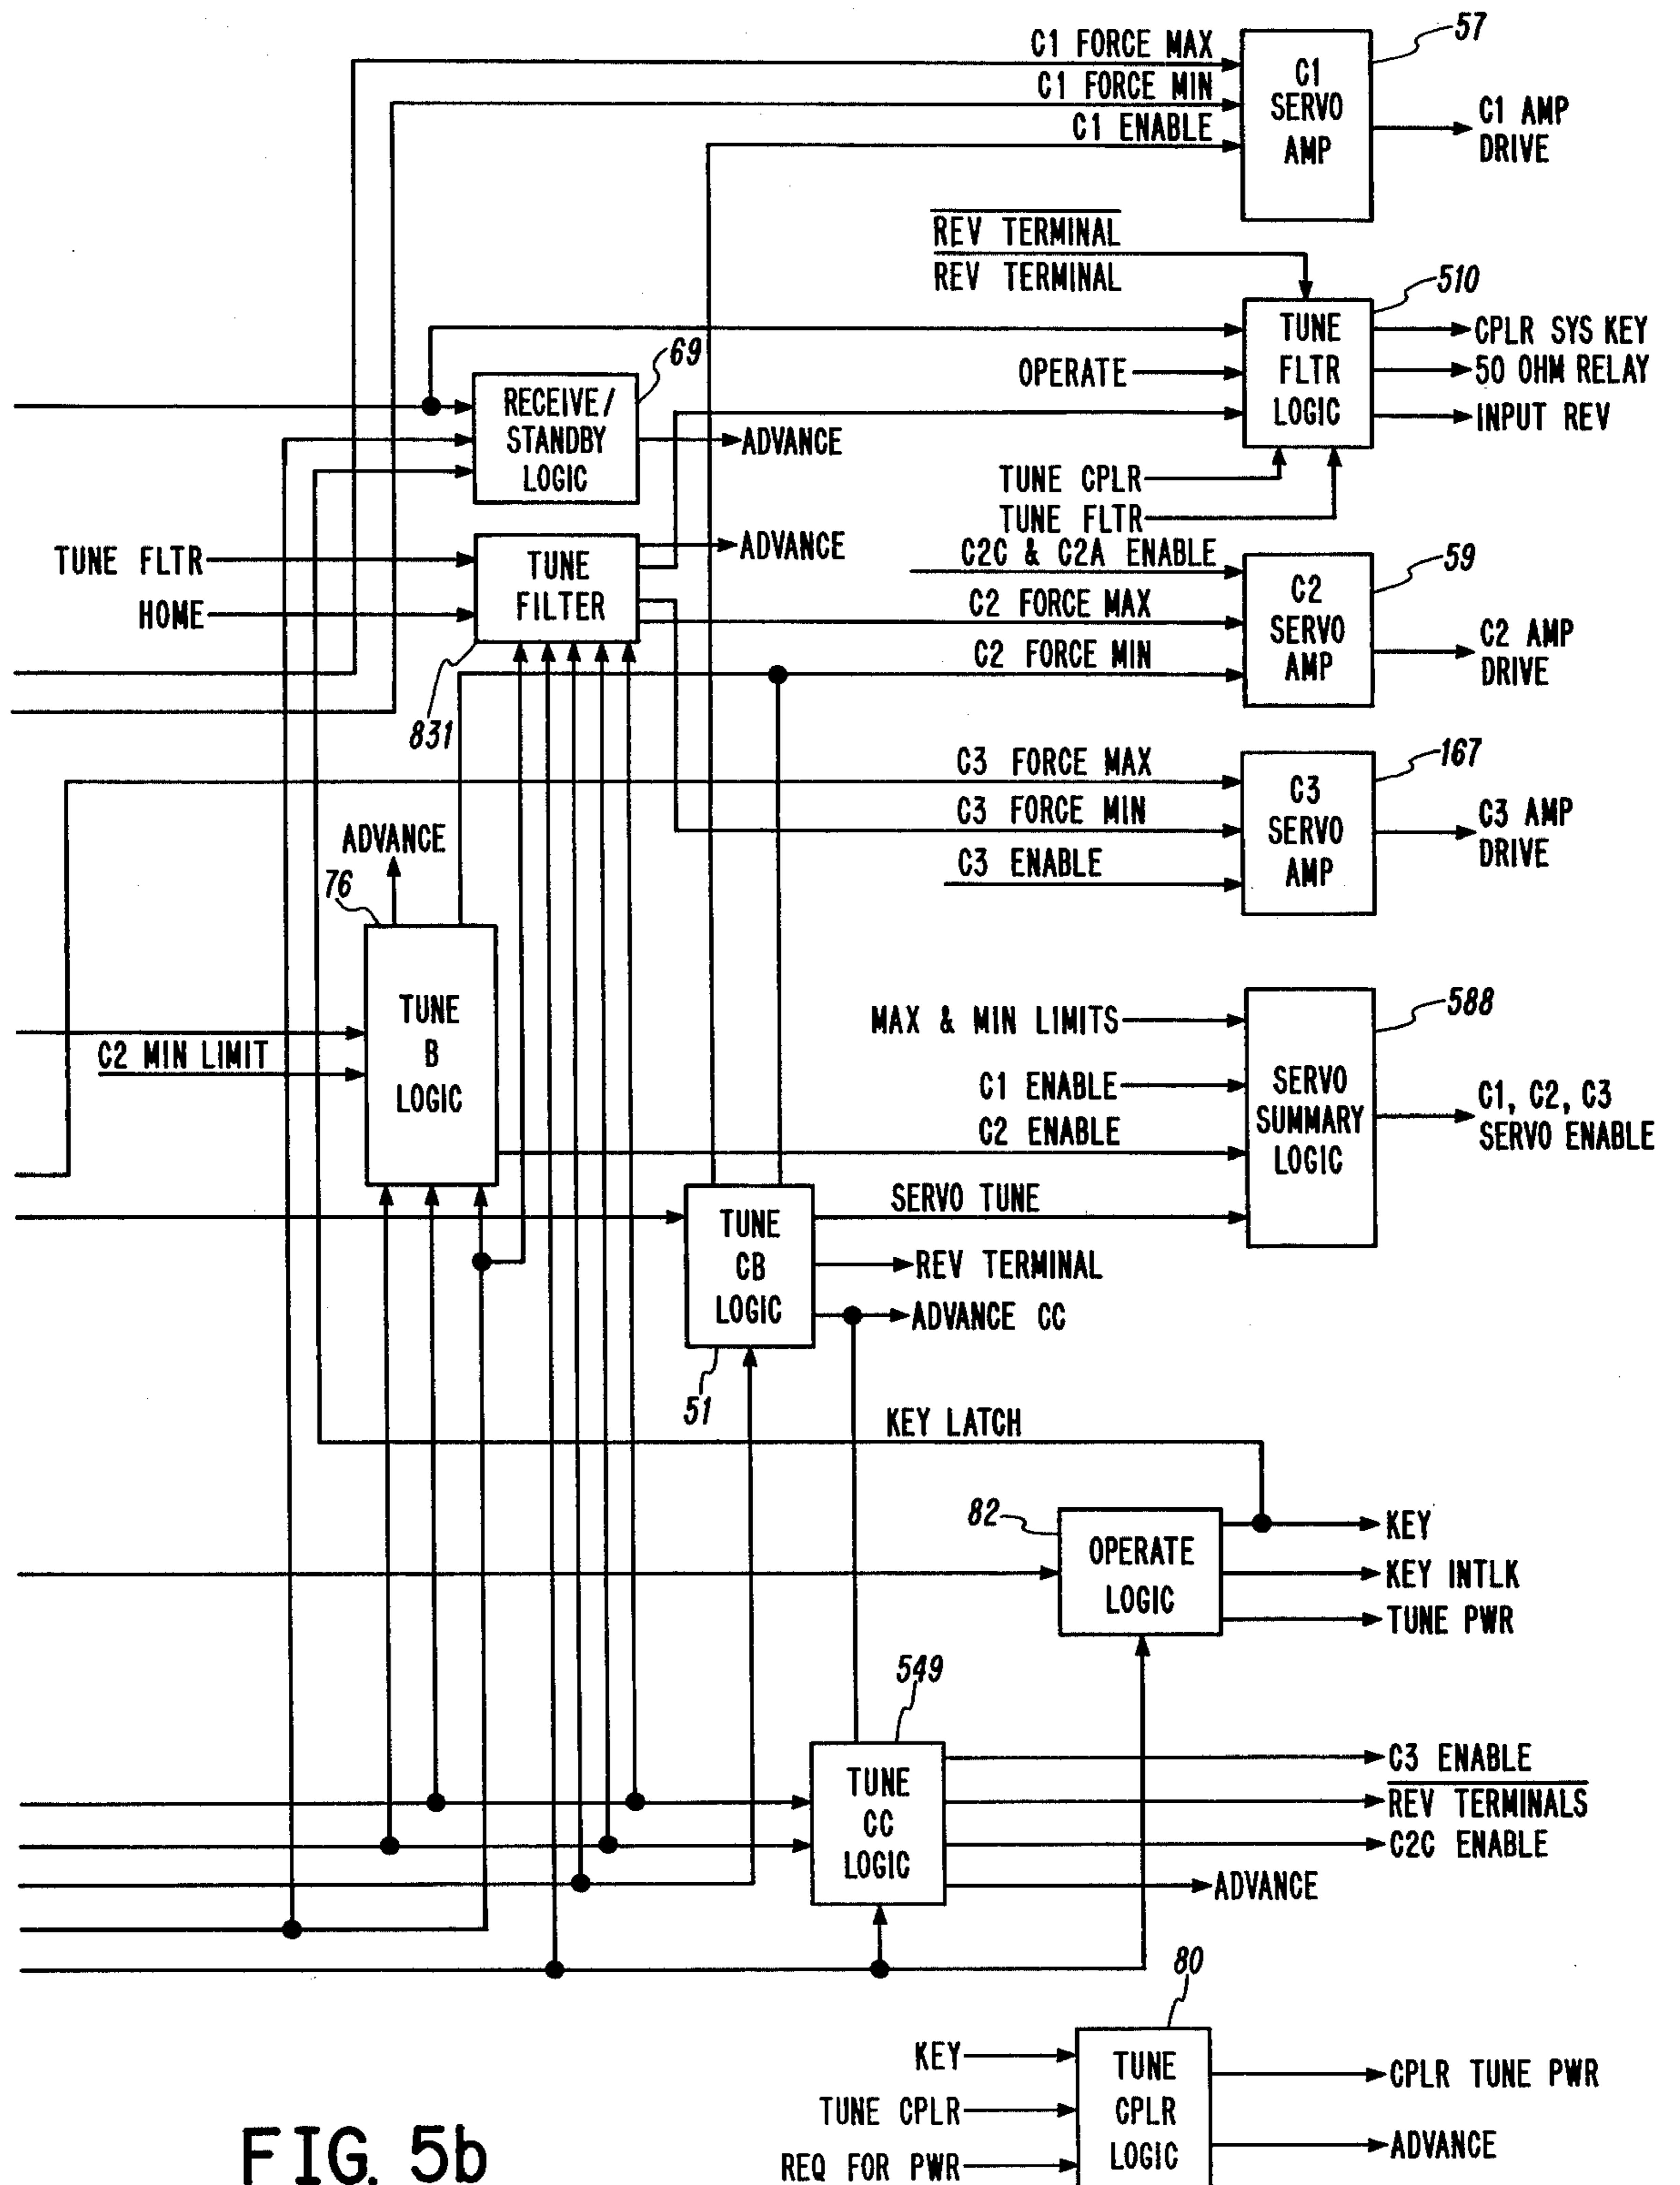 57
C1 FORCE MAX
C1 FORCE MIN
C1 ENABLE
C1
SERVO
AMP
C1 AMP
DRIVE
REV TERMINAL
REV TERMINAL
510
TUNE
FLTR
LOGIC
OPERATE
CPLR SYS KEY
50 OHM RELAY
INPUT REV
TUNE CPLR
TUNE FLTR
69
RECEIVE/
STANDBY
LOGIC
ADVANCE
TUNE FLTR
HOME
TUNE
FILTER
ADVANCE
831
C2C & C2A ENABLE
C2 FORCE MAX
C2 FORCE MIN
59
C2
SERVO
AMP
C2 AMP
DRIVE
C3 FORCE MAX
C3 FORCE MIN
C3 ENABLE
167
C3
SERVO
AMP
C3 AMP
DRIVE
ADVANCE
76
TUNE
B
LOGIC
C2 MIN LIMIT
MAX & MIN LIMITS
C1 ENABLE
C2 ENABLE
SERVO TUNE
588
SERVO
SUMMARY
LOGIC
C1, C2, C3
SERVO ENABLE
TUNE
CB
LOGIC
REV TERMINAL
ADVANCE CC
51
KEY LATCH
82
OPERATE
LOGIC
KEY
KEY INTLK
TUNE PWR
549
TUNE
CC
LOGIC
C3 ENABLE
REV TERMINALS
C2C ENABLE
ADVANCE
80
KEY
TUNE CPLR
REQ FOR PWR
TUNE
CPLR
LOGIC
CPLR TUNE PWR
ADVANCE
FIG. 5b